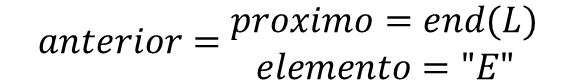 anterior = proximo = end(L)
elemento = "E"